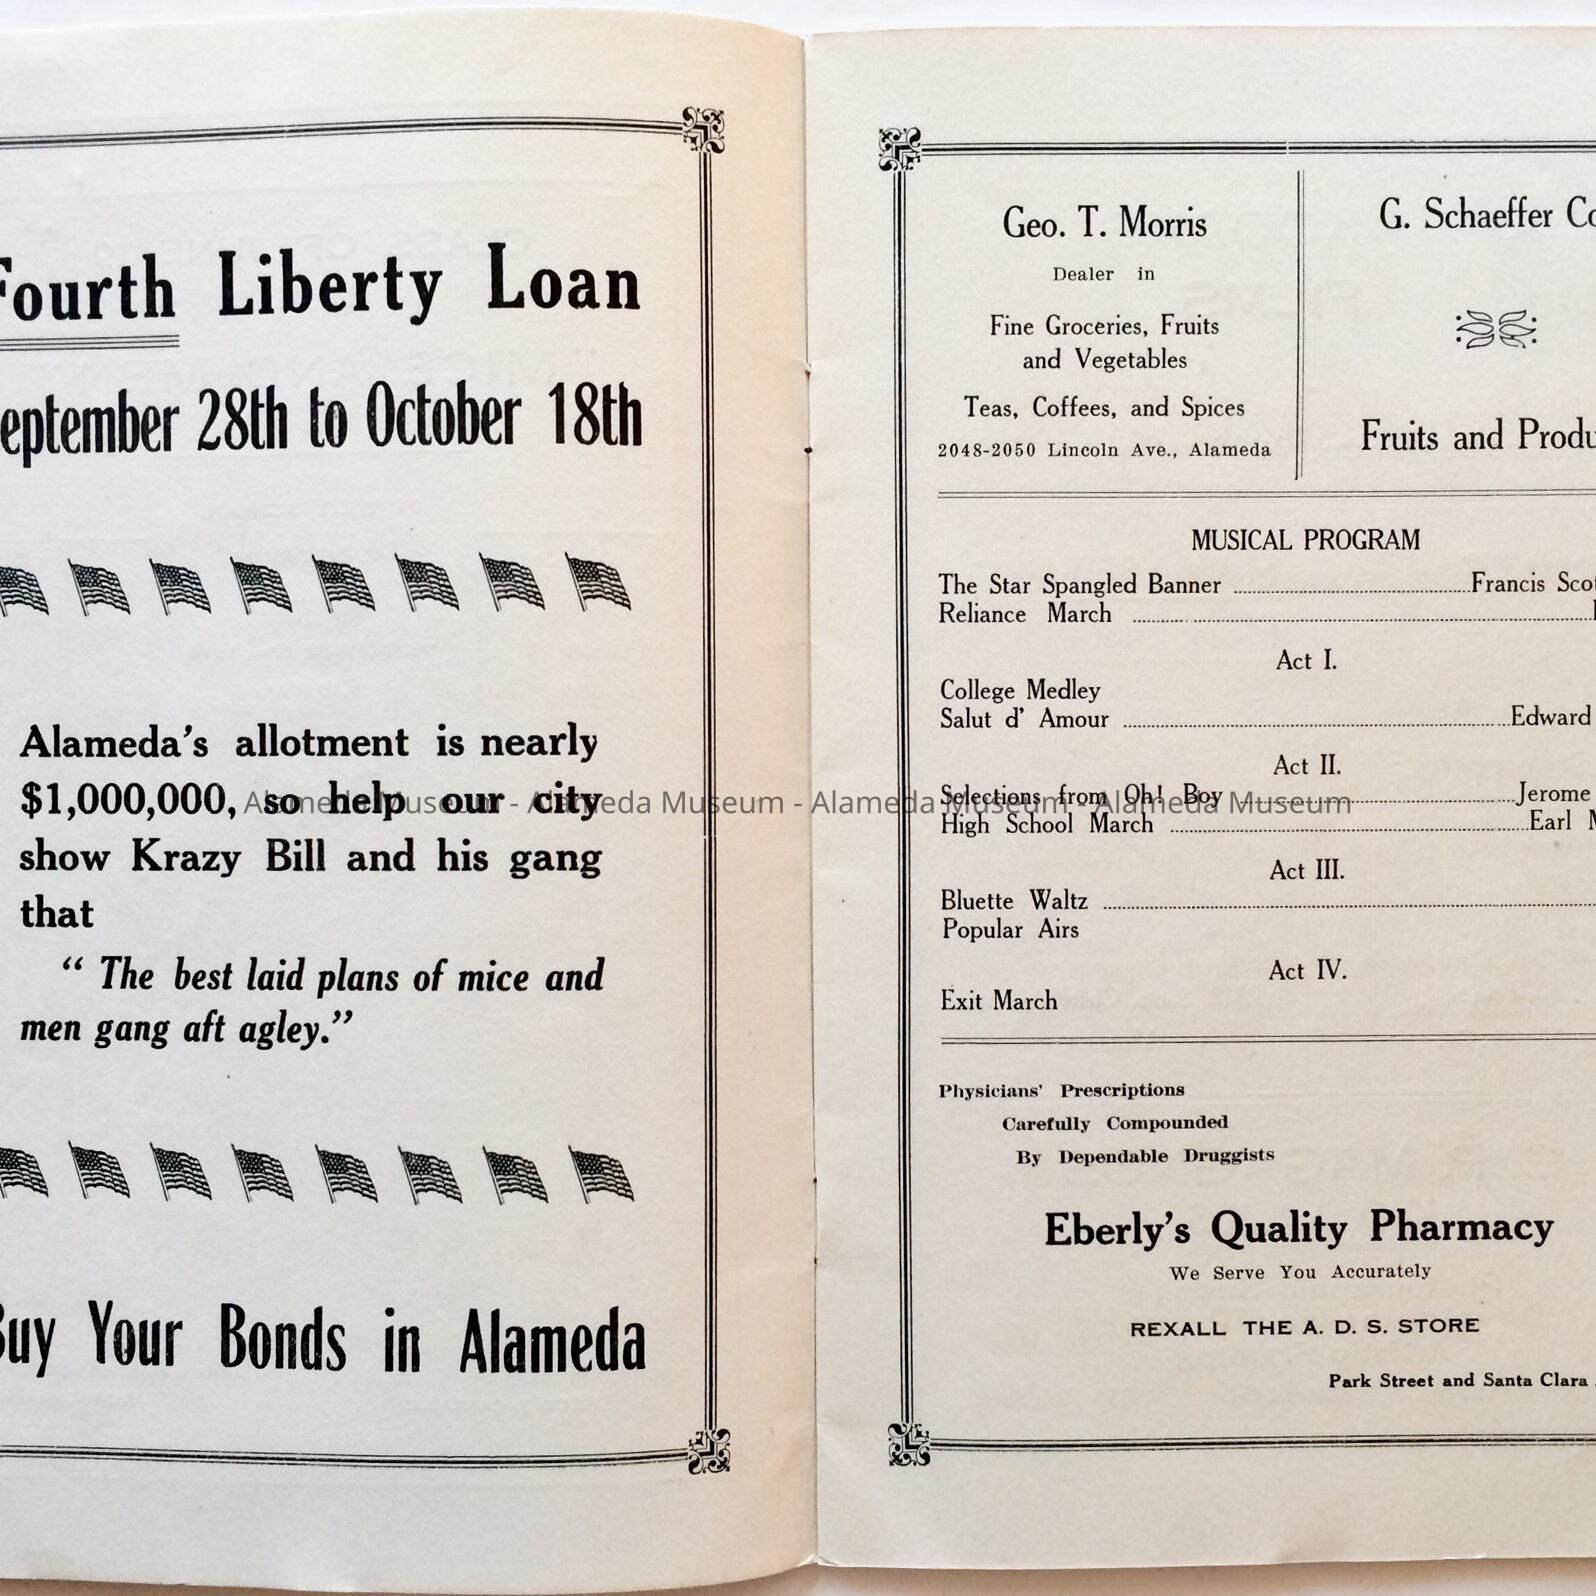 Fourth Liberty Loan
eptember 28th to October 18th
Alameda's allotment is nearly
$1,000,000, so help our city
show Krazy Bill and his gang
that
" The best laid plans of mice and
men gang aft agley."
Buy Your Bonds in Alameda
Geo. T. Morris
Dealer in
Fine Groceries, Fruits
and Vegetables
Teas, Coffees, and Spices
2048-2050 Lincoln Ave., Alameda
G. Schaeffer Co
Fruits and Produ
MUSICAL PROGRAM
The Star Spangled Banner ........ Francis Scot
Reliance March ........
Act I.
College Medley
Salut d' Amour ........ Edward
Act II.
Selections from Oh! Boy ........ Jerome
High School March ........ Earl
Act III.
Bluette Waltz ........
Popular Airs
Act IV.
Exit March
Physicians' Prescriptions
Carefully Compounded
By Dependable Druggists
Eberly's Quality Pharmacy
We Serve You Accurately
REXALL THE A. D. S. STORE
Park Street and Santa Clara
Alameda Museum - Alameda Museum - Alameda Museum - Alameda Museum